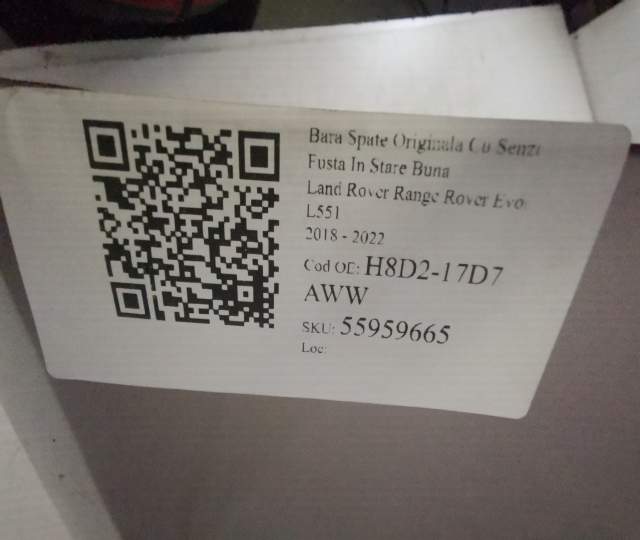 Bara Spate Originala Cu Senzo
Fusta In Stare Buna
Land Rover Range Rover Evo
L551
2018 - 2022
Cod OE: H8D2-17D7
AWW
SKU: 55959665
Loc: